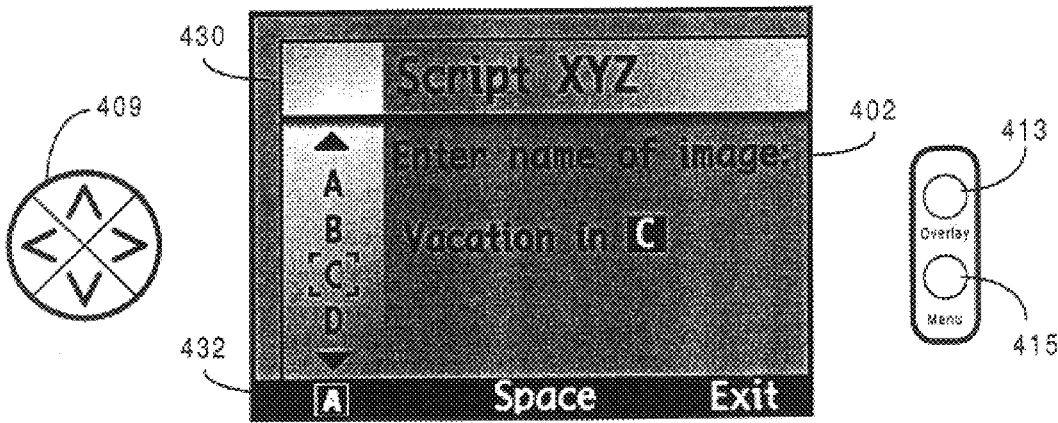 430
Script XYZ
409
402
413
Enter name of image:
A
B
Vacation in C
Overlay
C
D
Menu
415
432
A
Space
Exit